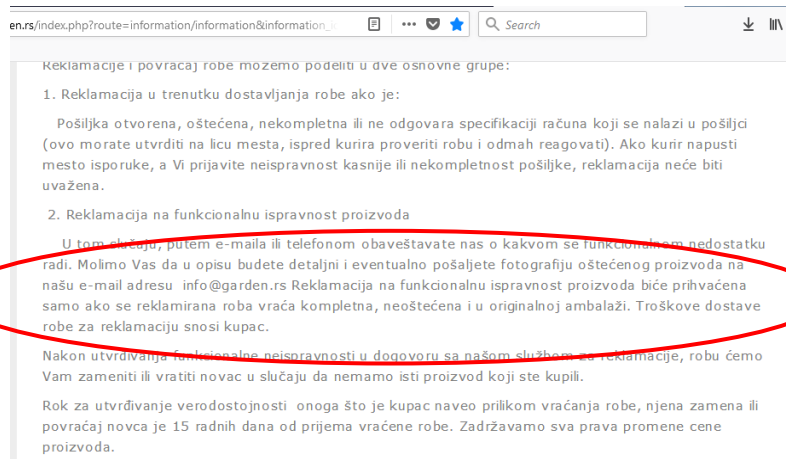 en.rs/index.php?route=information/information&information_
Search
Reklamacije i povraćaj robe možemo podeliti u dve osnovne grupe:
1. Reklamacija u trenutku dostavljanja robe ako je:
Pošiljka otvorena, oštećena, nekompletna ili ne odgovara specifikaciji računa koji se nalazi u pošiljci
(ovo morate utvrditi na licu mesta, ispred kurira proveriti robu i odmah reagovati). Ako kurir napusti
mesto isporuke, a Vi prijavite neispravnost kasnije ili nekompletnost pošiljke, reklamacija neće biti
uvažena.
2. Reklamacija na funkcionalnu ispravnost proizvoda
U tom slučaju, putem e-maila ili telefonom obaveštavate nas o kakvom se funkcionalnom nedostatku
radi. Molimo Vas da u opisu budete detaljni i eventualno pošaljete fotografiju oštećenog proizvoda na
našu e-mail adresu  info@garden.rs Reklamacija na funkcionalnu ispravnost proizvoda biće prihvaćena
samo ako se reklamirana roba vraća kompletna, neoštećena i u originalnoj ambalaži. Troškove dostave
robe za reklamaciju snosi kupac.
Nakon utvrđivanja funkcionalne neispravnosti u dogovoru sa našom službom za reklamacije, robu ćemo
Vam zameniti ili vratiti novac u slučaju da nemamo isti proizvod koji ste kupili.
Rok za utvrđivanje verodostojnosti  onoga što je kupac naveo prilikom vraćanja robe, njena zamena ili
povraćaj novca je 15 radnih dana od prijema vraćene robe. Zadržavamo sva prava promene cene
proizvoda.